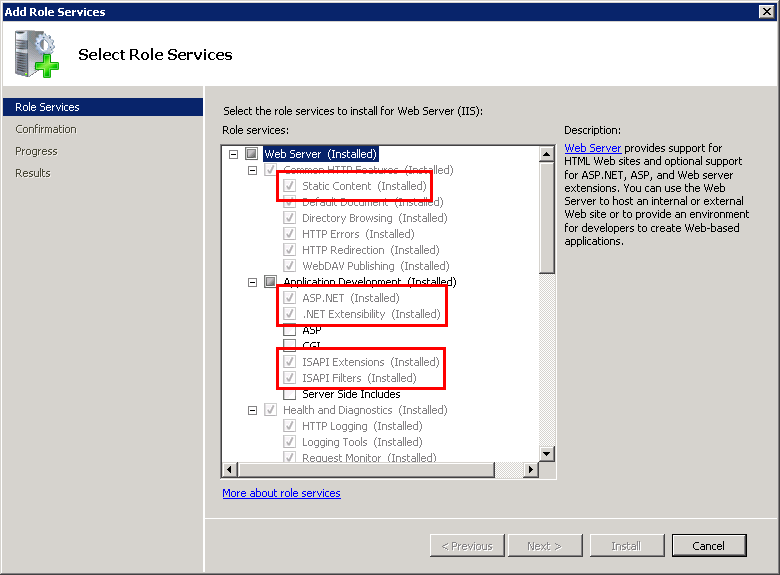 Add Role Services
Select Role Services
Role Services
Confirmation
Progress
Results
Select the role services to install for Web Server (IIS):
Role services:
Web Server (Installed)
Common HTTP Features (Installed)
Static Content (Installed)
Default Document (Installed)
Directory Browsing (Installed)
HTTP Errors (Installed)
HTTP Redirection (Installed)
WebDAV Publishing (Installed)
Application Development (Installed)
ASP.NET (Installed)
.NET Extensibility (Installed)
ASP
CGI
ISAPI Extensions (Installed)
ISAPI Filters (Installed)
Server Side Includes
Health and Diagnostics (Installed)
HTTP Logging (Installed)
Logging Tools (Installed)
Request Monitor (Installed)
More about role services
Description:
Web Server provides support for
HTML Web sites and optional support
for ASP.NET, ASP, and Web server
extensions. You can use the Web
Server to host an internal or external
Web site or to provide an environment
for developers to create Web-based
applications.
< Previous
Next >
Install
Cancel